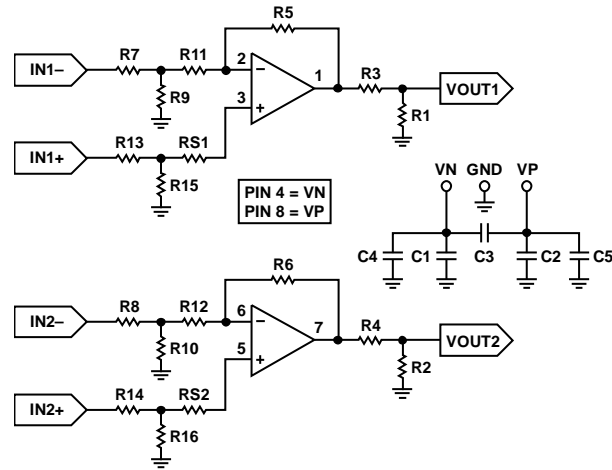 R5
R7
R11
IN1–
2
–
1
R3
VOUT1
R9
3
+
R1
R13
RS1
IN1+
R15
VN
GND
VP
PIN 4 = VN
PIN 8 = VP
C4
C1
C3
C2
C5
R6
R8
R12
IN2–
6
–
7
R4
VOUT2
R10
5
+
R2
R14
RS2
IN2+
R16